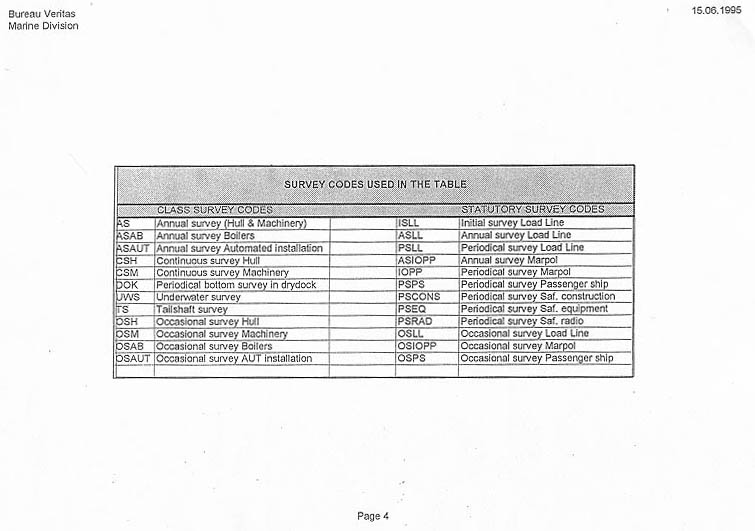 Bureau Veritas
Marine Division
15.06.1995
SURVEY CODES USED IN THE TABLE
CLASS SURVEY CODES STATUTORY SURVEY CODES
AS Annual survey (Hull & Machinery) ISLL Initial survey Load Line
ASAB Annual survey Boilers ASLL Annual survey Load Line
ASAUT Annual survey Automated installation PSLL Periodical survey Load Line
CSH Continuous survey Hull ASIOPP Annual survey Marpol
CSM Continuous survey Machinery IOPP Periodical survey Marpol
DOK Periodical bottom survey in drydock PSPS Periodical survey Passenger ship
UWS Underwater survey PSCONS Periodical survey Saf. construction
TS Tailshaft survey PSEQ Periodical survey Saf. equipment
OSH Occasional survey Hull PSRAD Periodical survey Saf. radio
OSM Occasional survey Machinery OSLL Occasional survey Load Line
OSAB Occasional survey Boilers OSIOPP Occasional survey Marpol
OSAUT Occasional survey AUT installation OSPS Occasional survey Passenger ship
Page 4